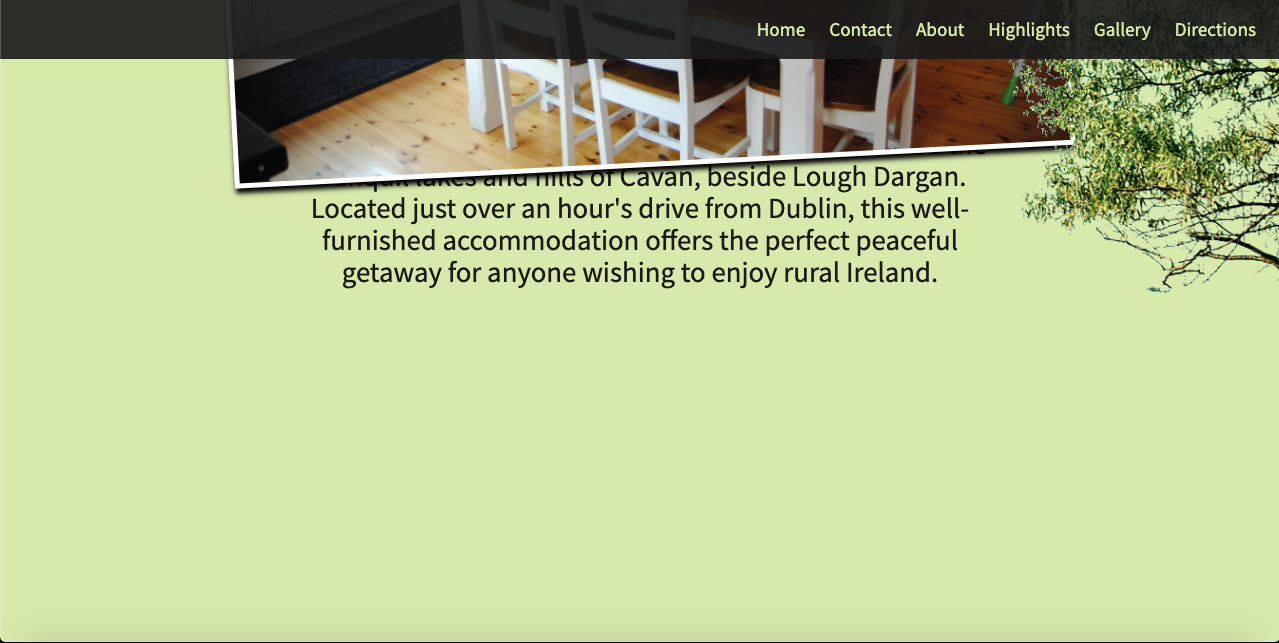 Home Contact About Highlights Gallery Directions
lakes and hills of Cavan, beside Lough Dargan.
Located just over an hour's drive from Dublin, this well-
furnished accommodation offers the perfect peaceful
getaway for anyone wishing to enjoy rural Ireland.